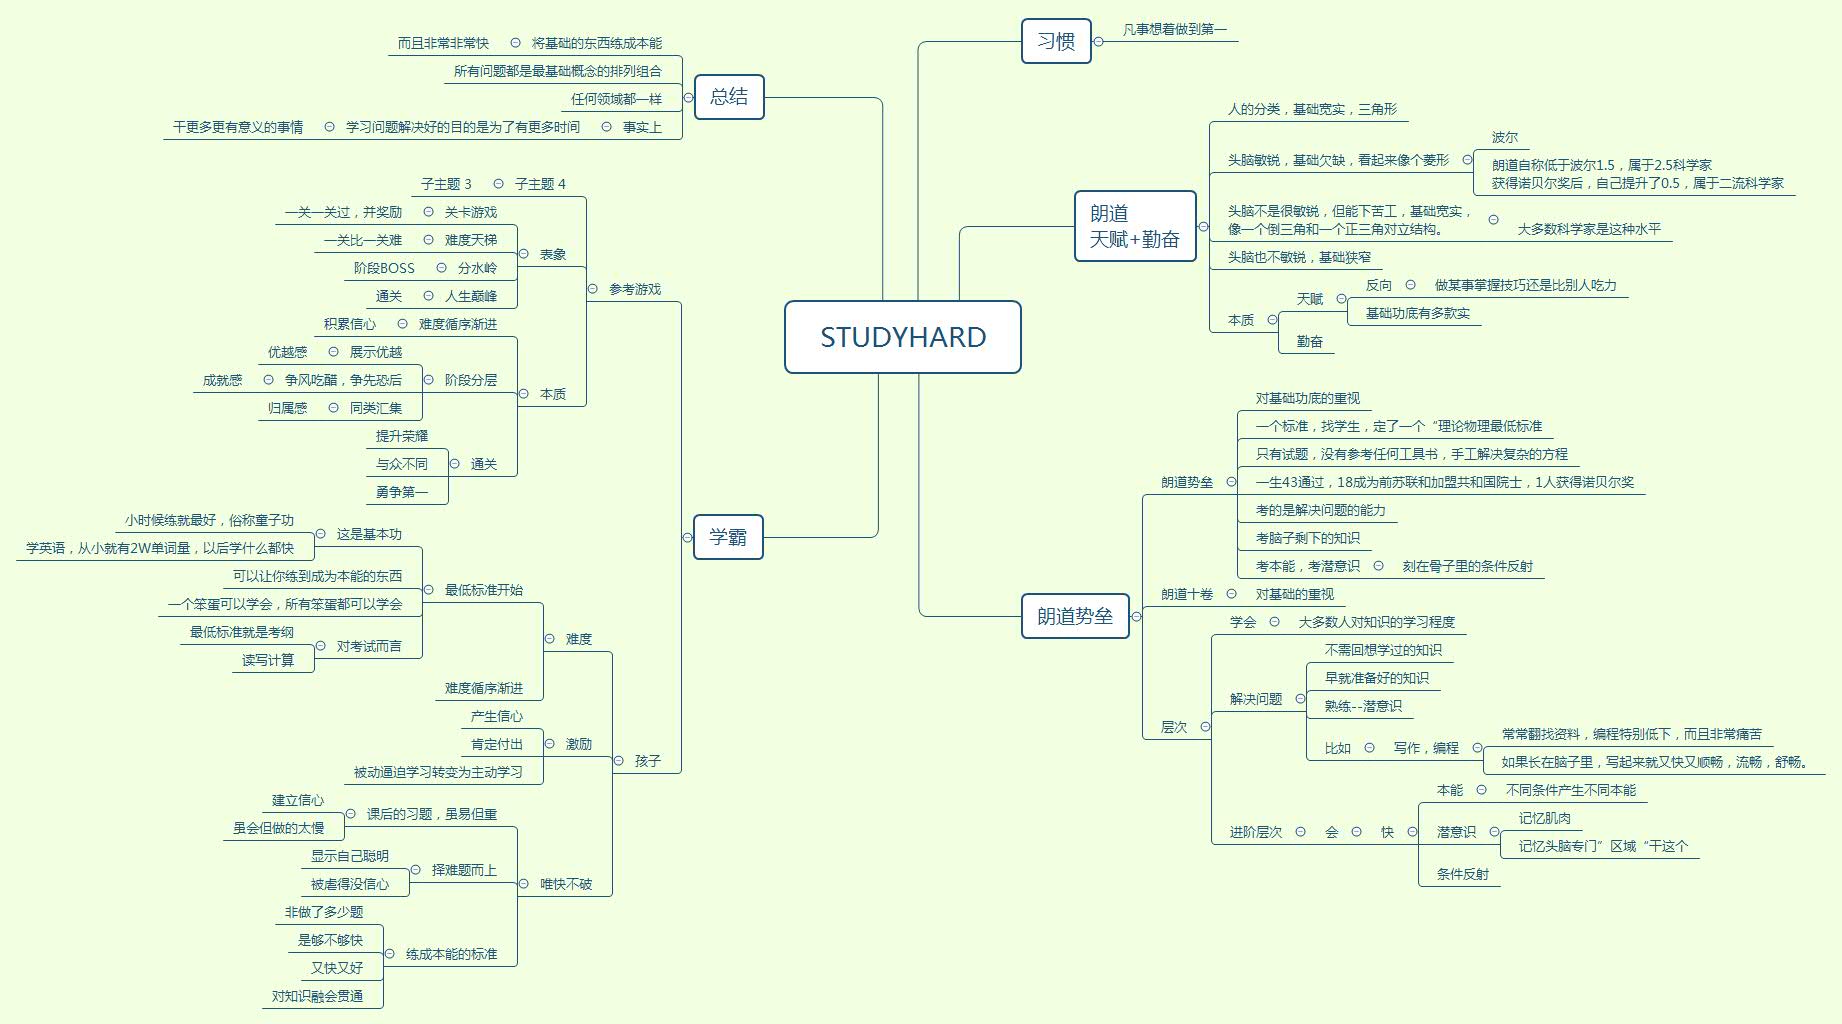 STUDYHARD
习惯
凡事想着做到第一
朗道
天赋+勤奋
人的分类，基础宽实，三角形
头脑敏锐，基础欠缺，看起来像个菱形
波尔
朗道自称低于波尔1.5，属于2.5科学家
获得诺贝尔奖后，自己提升了0.5，属于二流科学家
头脑不是很敏锐，但能下苦工，基础宽实，
像一个倒三角和一个正三角对立结构。
大多数科学家是这种水平
头脑也不敏锐，基础狭窄
本质
天赋
反向
做某事掌握技巧还是比别人吃力
基础功底有多款实
勤奋
朗道势垒
朗道势垒
对基础功底的重视
一个标准，找学生，定了一个“理论物理最低标准
只有试题，没有参考任何工具书，手工解决复杂的方程
一生43通过，18成为前苏联和加盟共和国院士，1人获得诺贝尔奖
考的是解决问题的能力
考脑子剩下的知识
考本能，考潜意识
刻在骨子里的条件反射
朗道十卷
对基础的重视
层次
学会
大多数人对知识的学习程度
解决问题
不需回想学过的知识
早就准备好的知识
熟练--潜意识
比如
写作，编程
常常翻找资料，编程特别低下，而且非常痛苦
如果长在脑子里，写起来就又快又顺畅，流畅，舒畅。
进阶层次
会
快
本能
不同条件产生不同本能
潜意识
记忆肌肉
记忆头脑专门”区域“干这个
条件反射
总结
将基础的东西练成本能
而且非常非常快
所有问题都是最基础概念的排列组合
任何领域都一样
事实上
学习问题解决好的目的是为了有更多时间
干更多更有意义的事情
学霸
参考游戏
子主题 4
子主题 3
表象
关卡游戏
一关一关过，并奖励
难度天梯
一关比一关难
分水岭
阶段BOSS
人生巅峰
通关
本质
难度循序渐进
积累信心
阶段分层
展示优越
优越感
争风吃醋，争先恐后
成就感
同类汇集
归属感
通关
提升荣耀
与众不同
勇争第一
孩子
难度
最低标准开始
这是基本功
小时候练就最好，俗称童子功
学英语，从小就有2W单词量，以后学什么都快
可以让你练到成为本能的东西
一个笨蛋可以学会，所有笨蛋都可以学会
对考试而言
最低标准就是考纲
读写计算
难度循序渐进
激励
产生信心
肯定付出
被动逼迫学习转变为主动学习
唯快不破
课后的习题，虽易但重
建立信心
虽会但做的太慢
择难题而上
显示自己聪明
被虐得没信心
练成本能的标准
非做了多少题
是够不够快
又快又好
对知识融会贯通